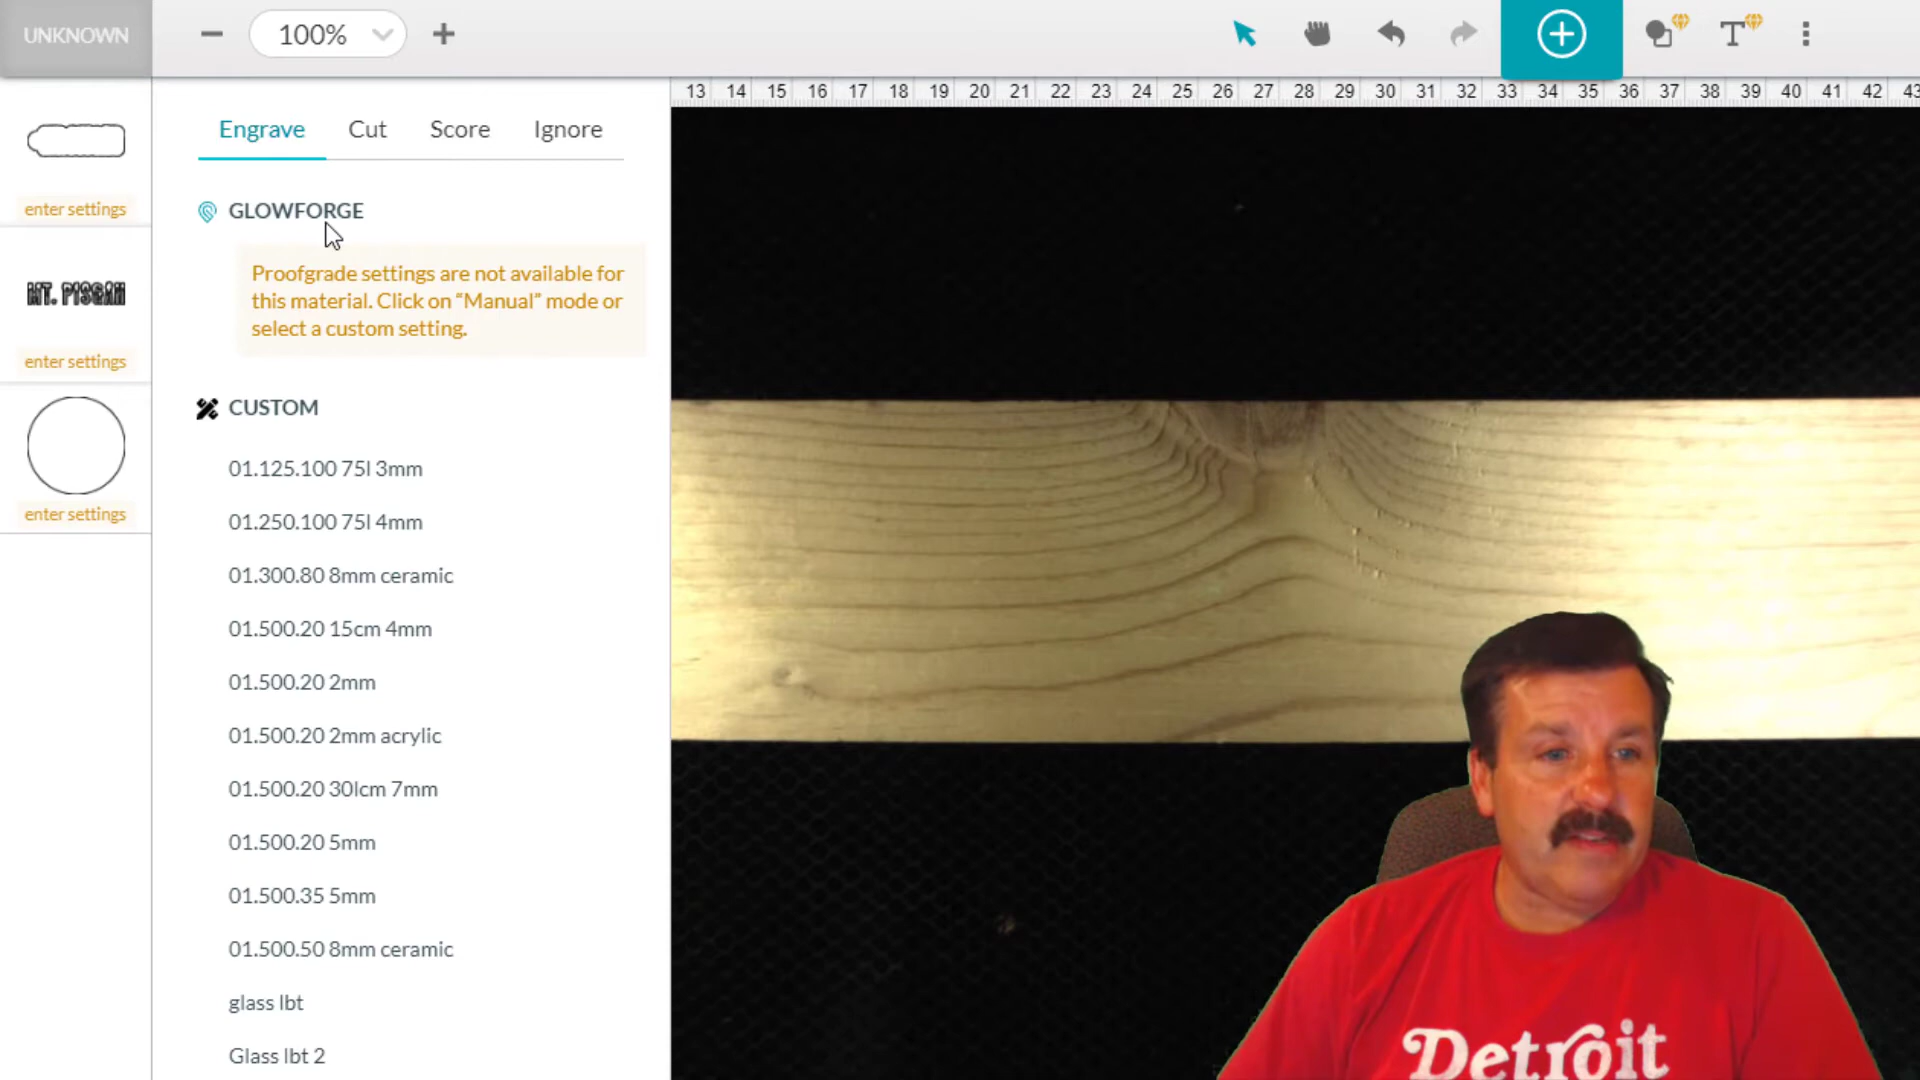 UNKNOWN
100%
13 14 15 16 17 18 19 20 21 22 23 24 25 26 27 28 29 30 31 32 33 34 35 36 37 38 39 40 41 42 43
Engrave Cut Score Ignore
enter settings
GLOWFORGE
Proofgrade settings are not available for
this material. Click on “Manual” mode or
select a custom setting.
MT. PISGAH
enter settings
CUSTOM
enter settings
01.125.100 75l 3mm
01.250.100 75l 4mm
01.300.80 8mm ceramic
01.500.20 15cm 4mm
01.500.20 2mm
01.500.20 2mm acrylic
01.500.20 30lcm 7mm
01.500.20 5mm
01.500.35 5mm
01.500.50 8mm ceramic
glass lbt
Glass lbt 2
Detroit